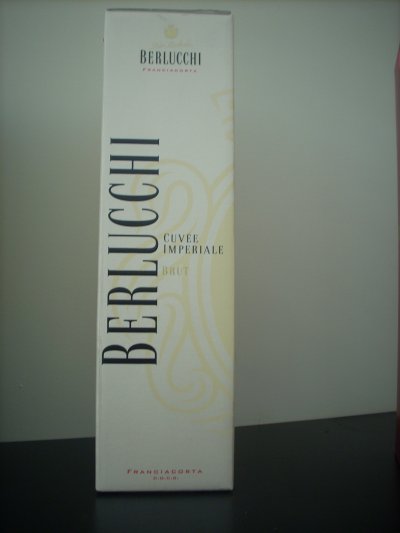 BERLUCCHI
FRANCIACORTA
BERLUCCHI
CUVÉE
IMPERIALE
BRUT
FRANCIACORTA
D.O.C.G.